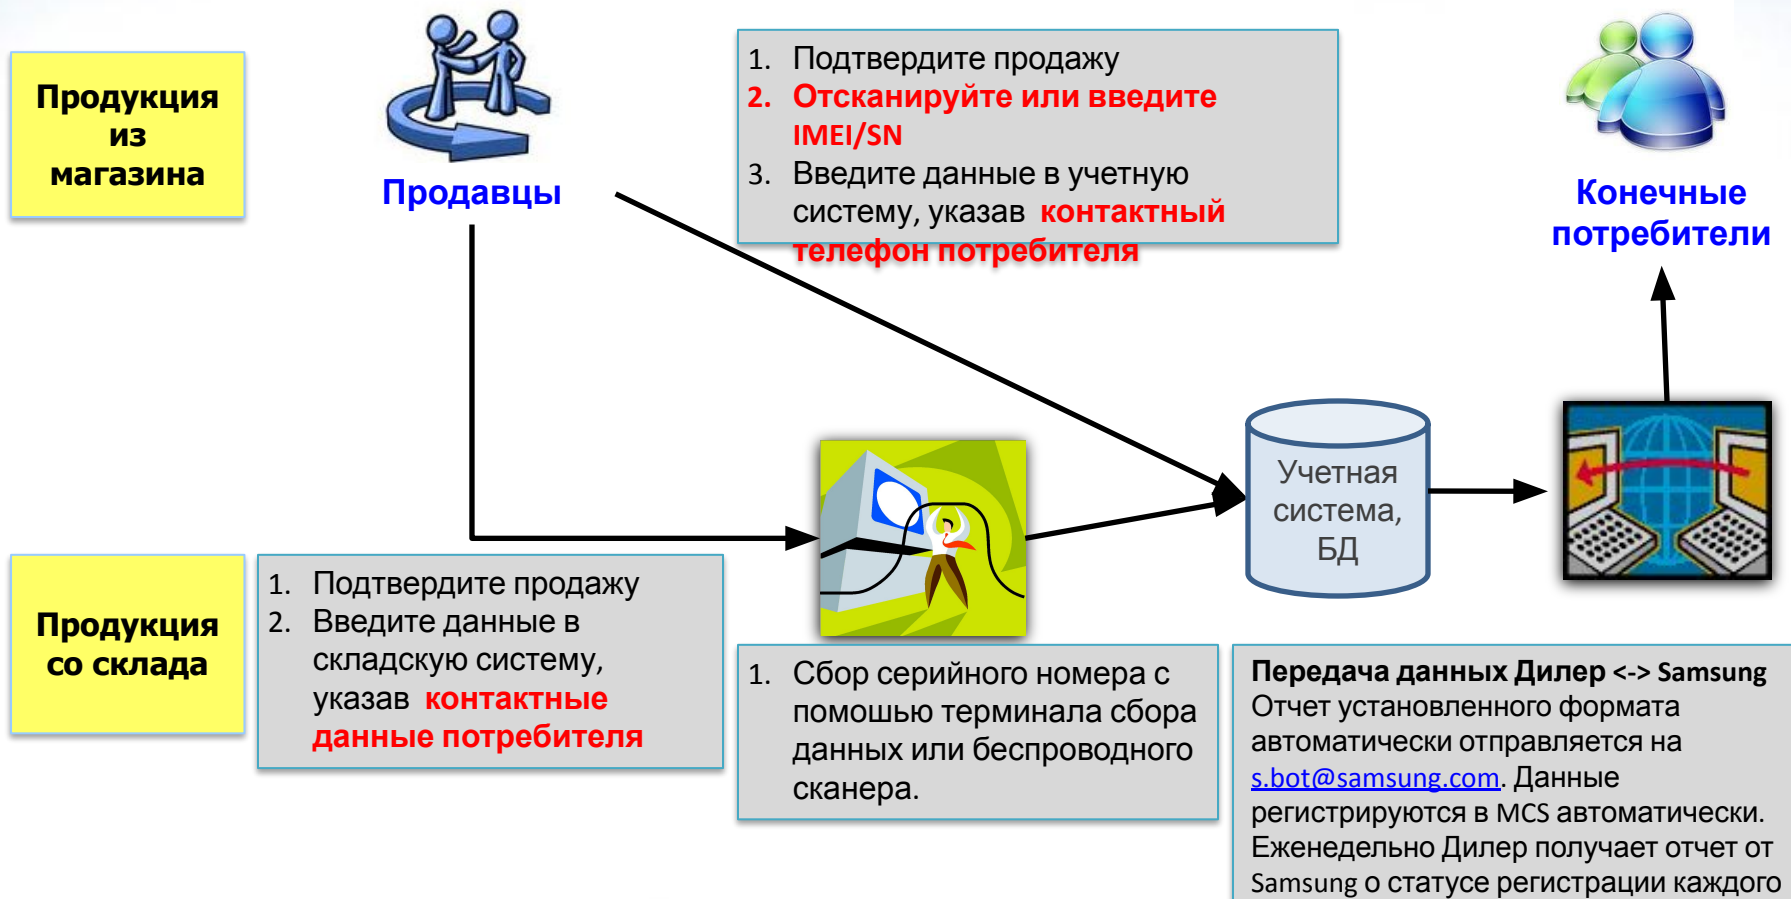 Продукция
из
магазина
Продавцы
1. Подтвердите продажу
2. Отсканируйте или введите
IMEI/SN
3. Введите данные в учетную
систему, указав контактный
телефон потребителя
Конечные
потребители
Учетная
система,
БД
Продукция
со склада
1. Подтвердите продажу
2. Введите данные в
складскую систему,
указав контактные
данные потребителя
1. Сбор серийного номера с
помошью терминала сбора
данных или беспроводного
сканера.
Передача данных Дилер <-> Samsung
Отчет установленного формата
автоматически отправляется на
s.bot@samsung.com. Данные
регистрируются в MCS автоматически.
Еженедельно Дилер получает отчет от
Samsung о статусе регистрации каждого